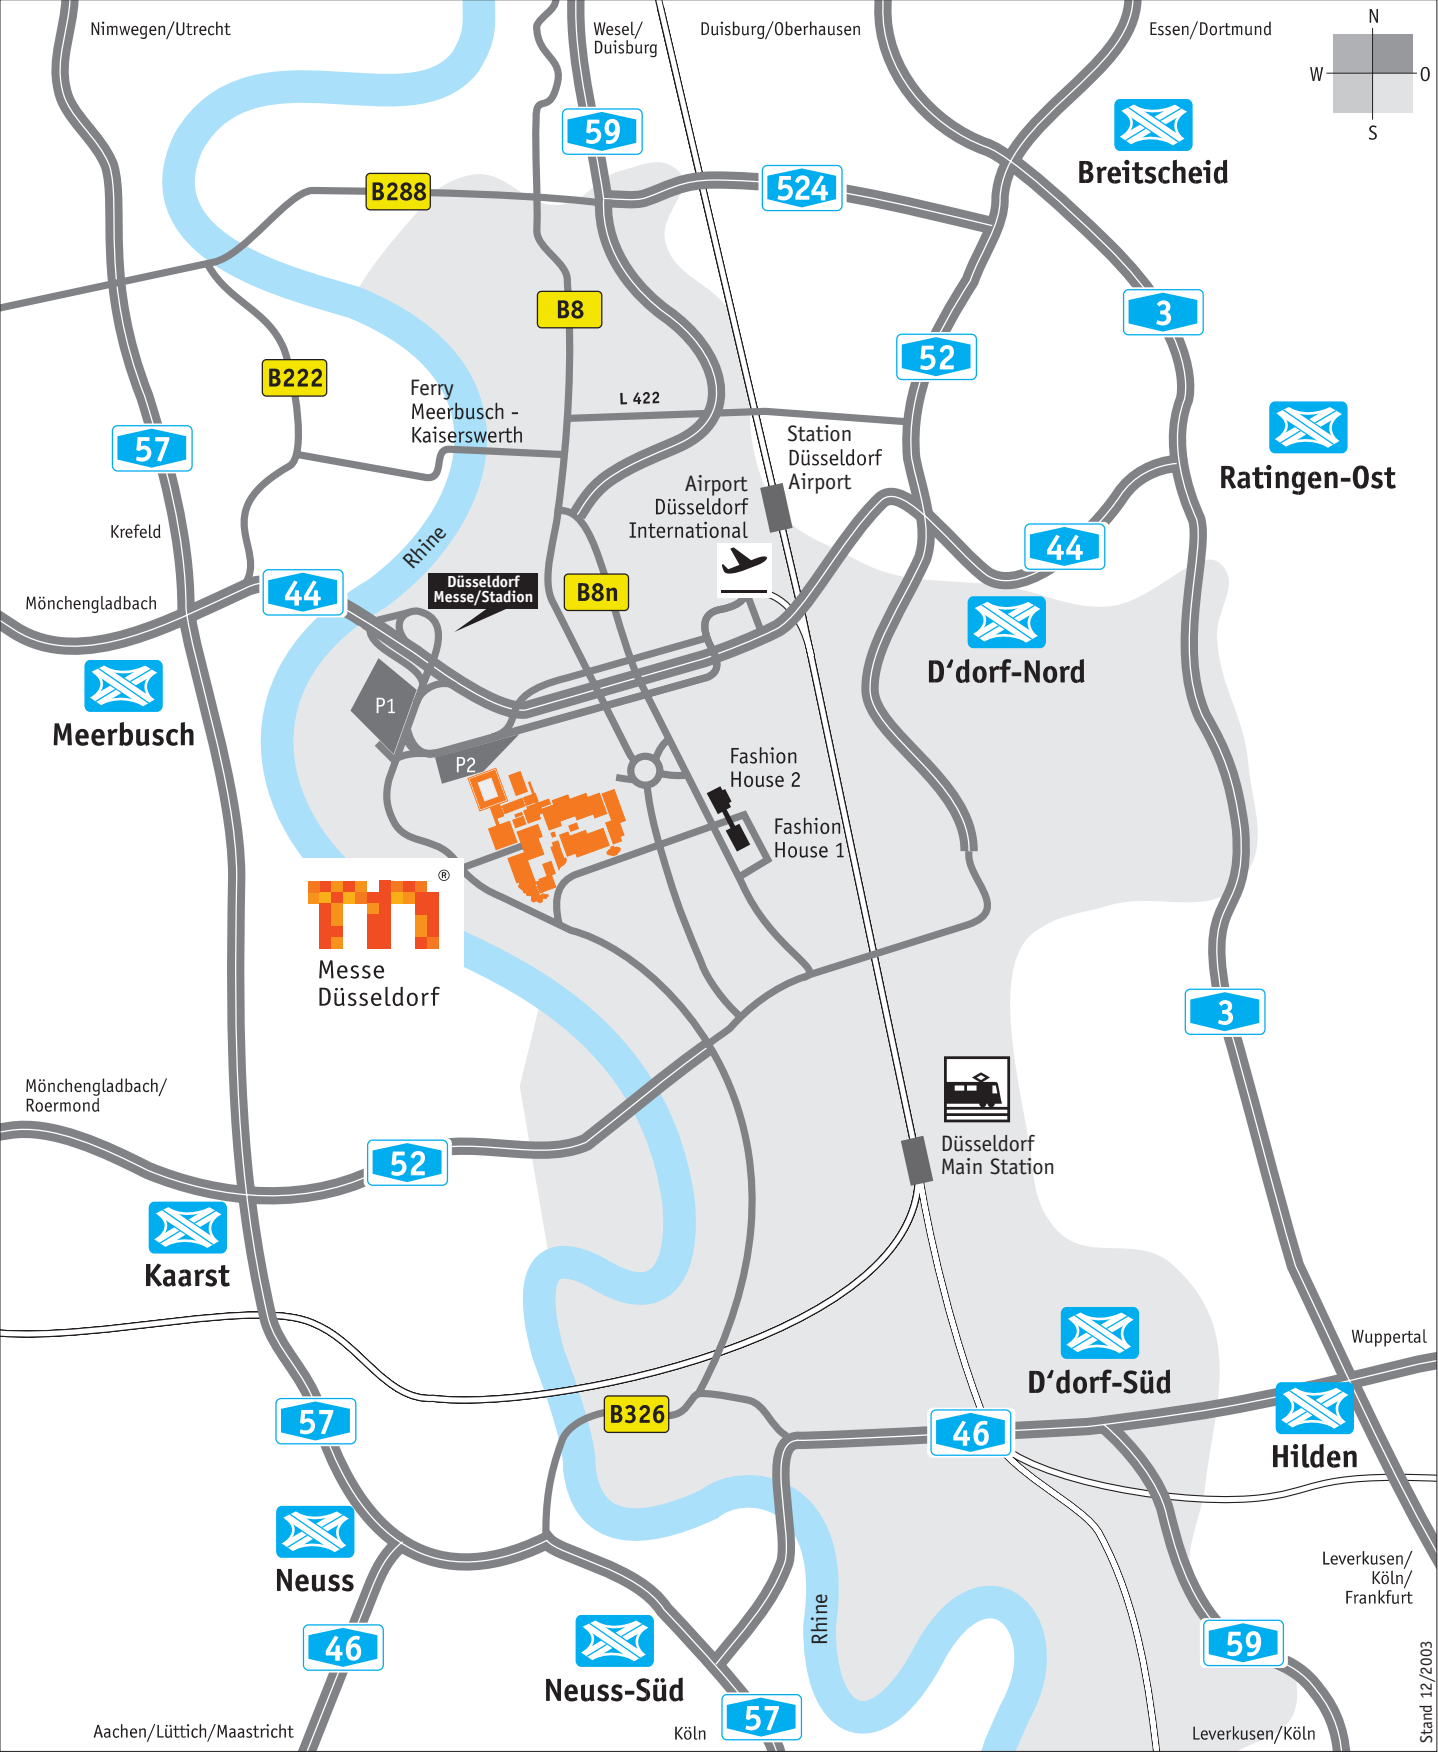 Nimwegen/Utrecht
Wesel/
Duisburg
Duisburg/Oberhausen
Essen/Dortmund
N
W
O
S
59
Breitscheid
B288
524
B8
3
52
B222
Ferry
Meerbusch -
Kaiserswerth
L 422
57
Station
Düsseldorf
Airport
Ratingen-Ost
Airport
Düsseldorf
International
Krefeld
Rhine
44
Mönchengladbach
44
Düsseldorf
Messe/Stadion
B8n
D‘dorf-Nord
Meerbusch
P1
P2
Fashion
House 2
Fashion
House 1
®
Messe
Düsseldorf
3
Mönchengladbach/
Roermond
52
Düsseldorf
Main Station
Kaarst
Wuppertal
D‘dorf-Süd
57
B326
46
Hilden
Neuss
Leverkusen/
Köln/
Frankfurt
Rhine
46
59
Neuss-Süd
57
Aachen/Lüttich/Maastricht
Köln
Leverkusen/Köln
Stand 12/2003